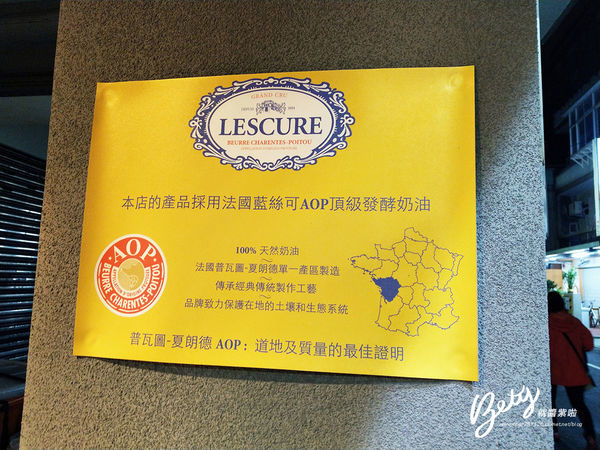 GRAND CRU
DEPUIS 1884
LESCURE
BEURRE CHARENTES-POITOU
本店的產品採用法國藍絲可AOP頂級發酵奶油
100% 天然奶油
法國普瓦圖-夏朗德單一產區製造
傳承經典傳統製作工藝
品牌致力保護在地的土壤和生態系統
AOP
BEURRE CHARENTES-POITOU
普瓦圖-夏朗德 AOP：道地及質量的最佳證明
Bety